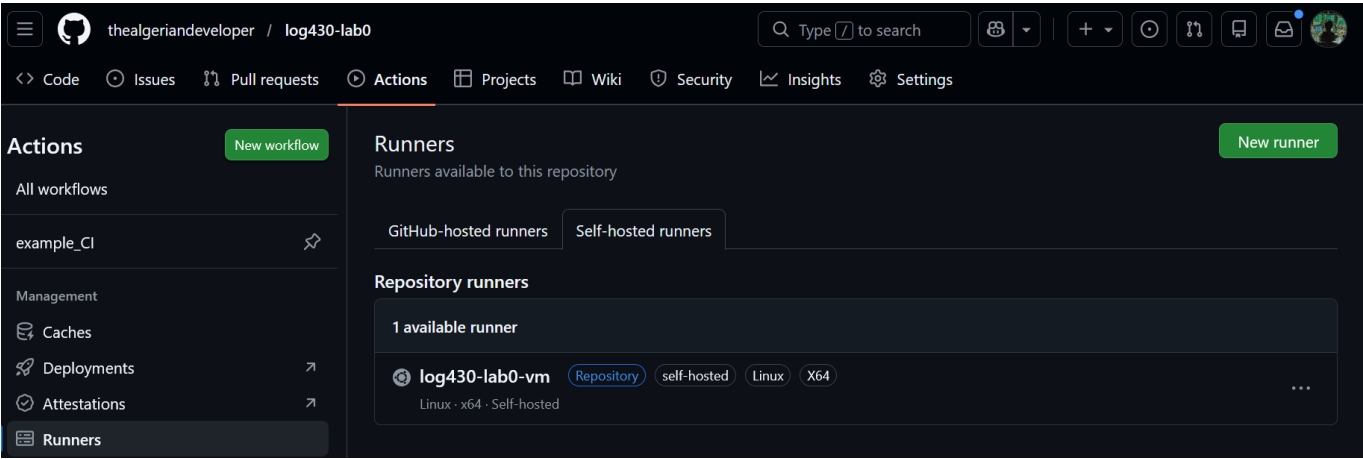 thealgeriandeveloper / log430-lab0
Type / to search
Code
Issues
Pull requests
Actions
Projects
Wiki
Security
Insights
Settings
Actions
New workflow
All workflows
example_CI
Management
Caches
Deployments
Attestations
Runners
Runners
New runner
Runners available to this repository
GitHub-hosted runners
Self-hosted runners
Repository runners
1 available runner
log430-lab0-vm Repository self-hosted Linux X64
Linux · x64 · Self-hosted